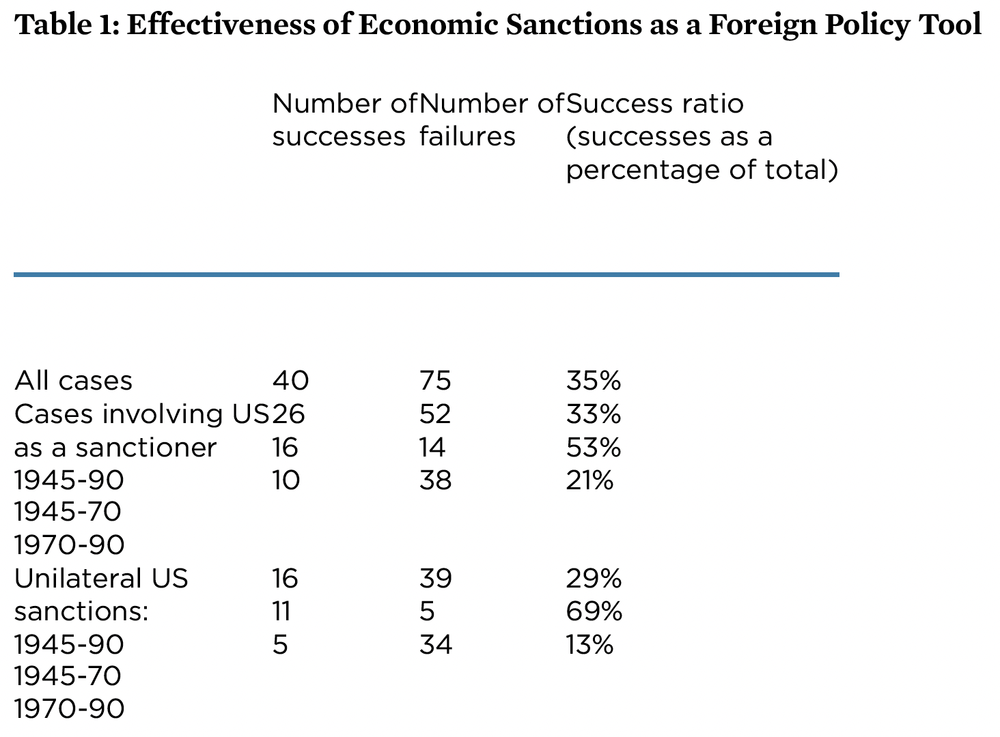 Table 1: Effectiveness of Economic Sanctions as a Foreign Policy Tool
Number of Number of Success ratio
successes failures (successes as a
percentage of total)
All cases 40 75 35%
Cases involving US 26 52 33%
as a sanctioner 16 14 53%
1945-90 10 38 21%
1945-70
1970-90
Unilateral US 16 39 29%
sanctions: 11 5 69%
1945-90 5 34 13%
1945-70
1970-90